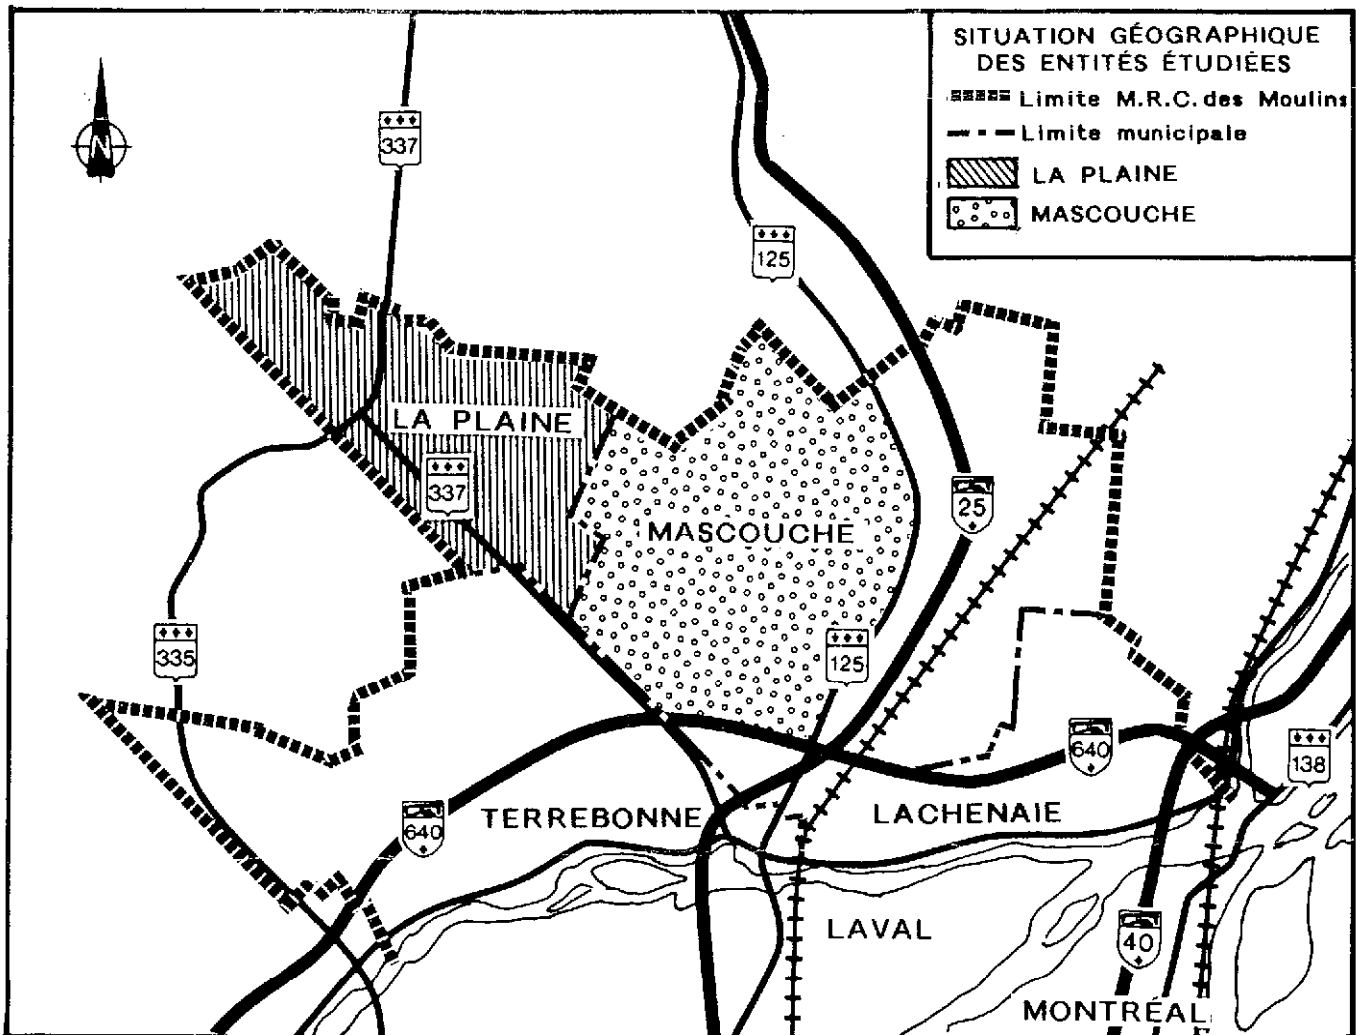 SITUATION GÉOGRAPHIQUE
DES ENTITÉS ÉTUDIÉES
Limite M.R.C. des Moulins
Limite municipale
LA PLAINE
MASCOUCHE
N
337
125
LA PLAINE
337
25
MASCOUCHE
335
125
640
138
640
TERREBONNE
LACHENAIE
LAVAL
40
MONTRÉAL